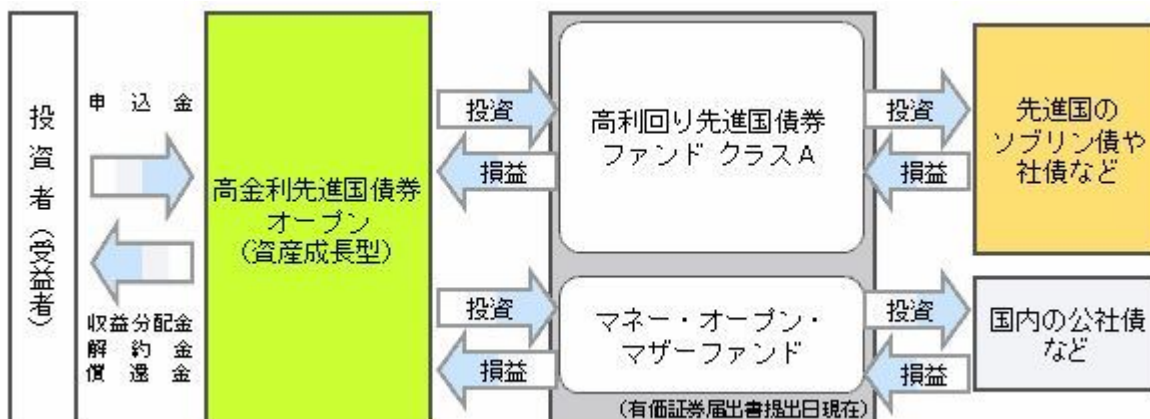 投資者(受益者)
申込金
収益分配金
解約金
償還金
高金利先進国債券
オープン
(資産成長型)
投資
損益
投資
損益
高利回り先進国債券
ファンド クラスA
マネー・オープン・
マザーファンド
(有価証券届出書提出日現在)
投資
損益
投資
損益
先進国の
ソブリン債や
社債など
国内の公社債
など